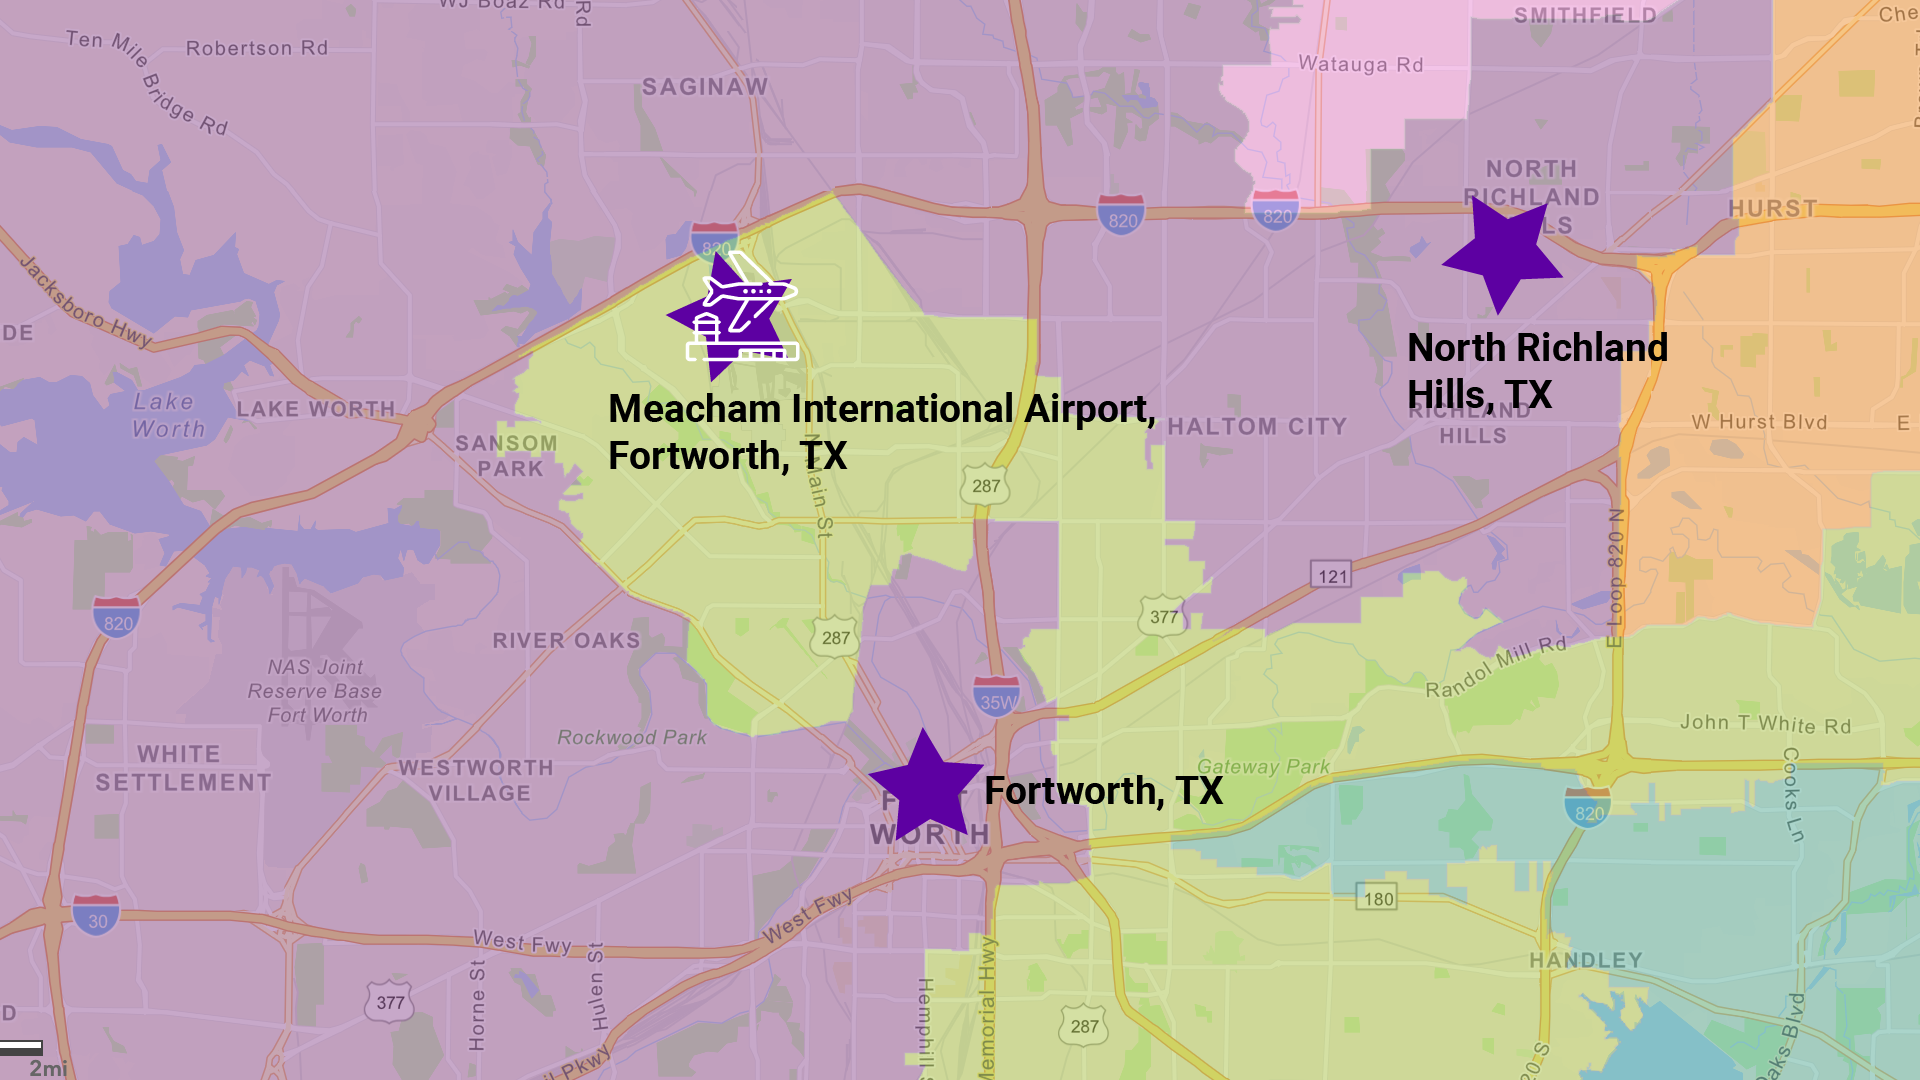 WJ Boaz Rd
Rd
SMITHFIELD
Che
Ten Mile Bridge Rd
Robertson Rd
SAGINAW
Watauga Rd
NORTH
RICHLAND
LS
HURST
820
820
820
Jacksboro Hwy
DE
North Richland
Hills, TX
Lake
Worth
LAKE WORTH
Meacham International Airport,
Fortworth, TX
SANSOM
PARK
HALTOM CITY
RICHLAND
HILLS
W Hurst Blvd
E
N Main St
287
121
E Loop 820 N
820
377
287
RIVER OAKS
NAS Joint
Reserve Base
Fort Worth
Randol Mill Rd
35W
John T White Rd
Rockwood Park
WHITE
SETTLEMENT
WESTWORTH
VILLAGE
Gateway Park
Cooks Ln
Fortworth, TX
F T
WORTH
820
30
180
West Fwy
West Fwy
HANDLEY
377
Horne St
Hulen St
Hemphill S
Memorial Hwy
287
D
2mi
il Pkwy
20 S
aks Blvd